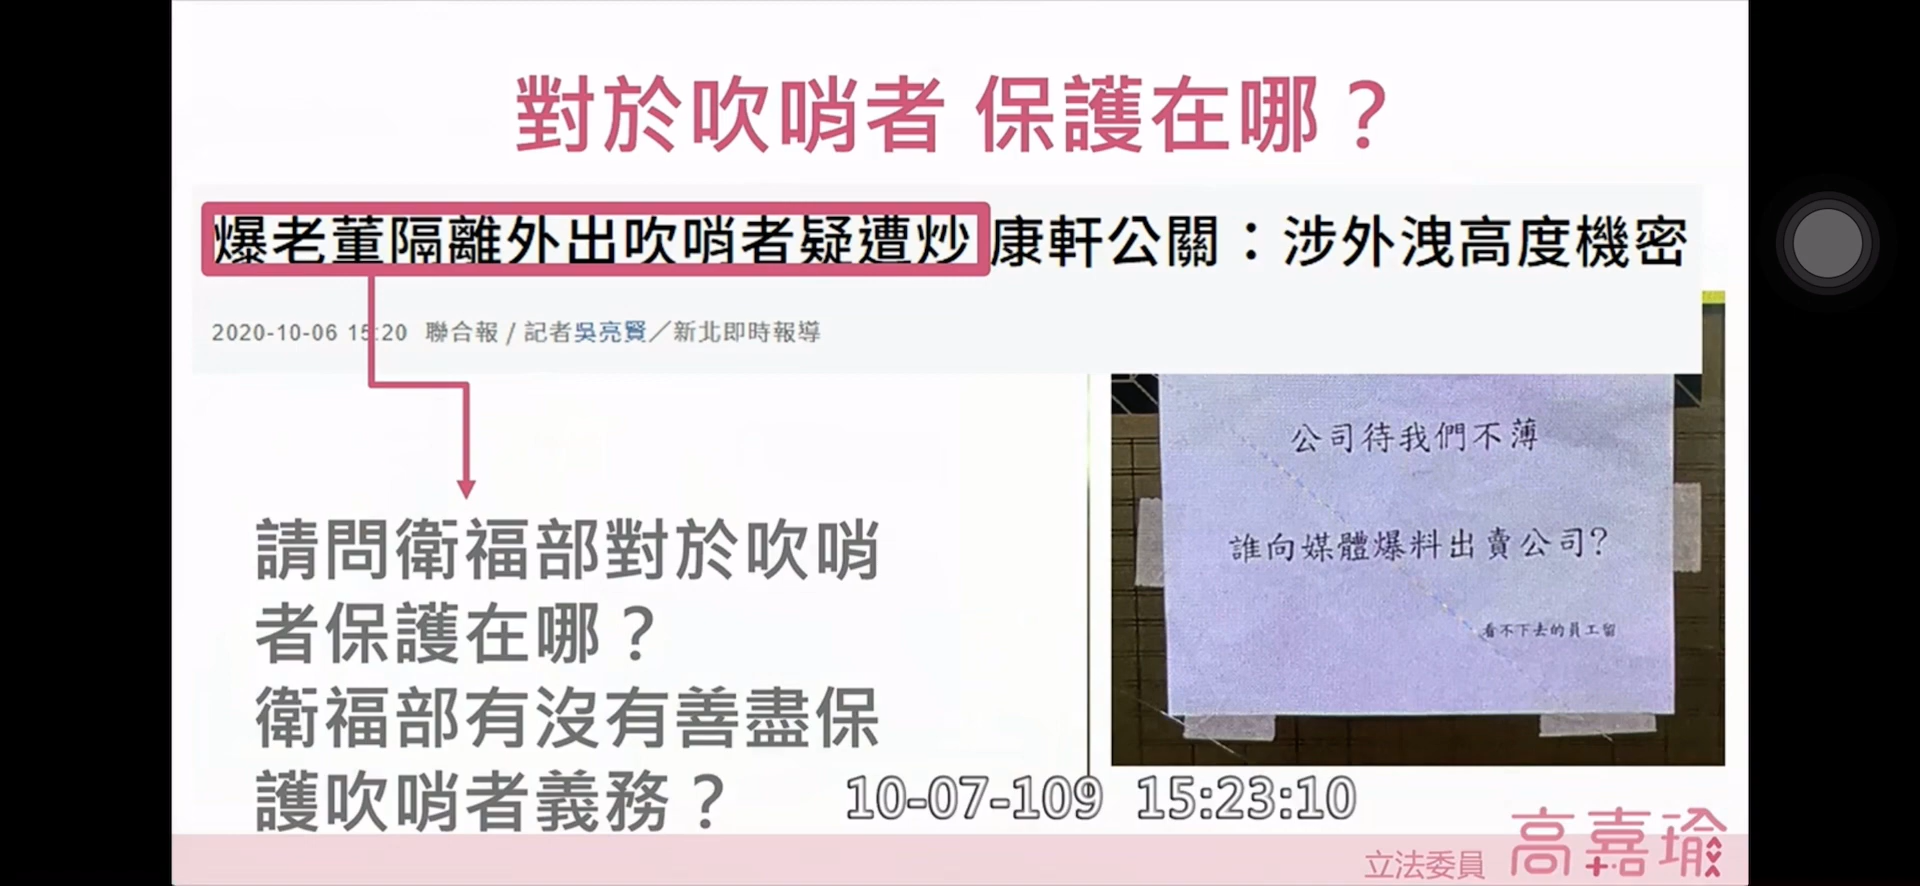 對於吹哨者 保護在哪？
爆老董隔離外出吹哨者疑遭炒 康軒公關：涉外洩高度機密
2020-10-06 15:20 聯合報 / 記者吳亮賢／新北即時報導
公司待我們不薄
誰向媒體爆料出賣公司?
看不下去的員工留
請問衛福部對於吹哨
者保護在哪？
衛福部有沒有善盡保
護吹哨者義務？
10-07-109 15:23:10
立法委員 高嘉瑜